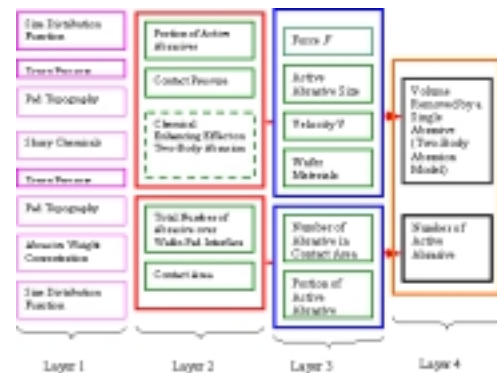 Size Distribution
Function
Down Pressure
Pad Topography
Slurry Chemicals
Down Pressure
Pad Topography
Abrasive Weight
Concentration
Size Distribution
Function
Layer 1
Portion of Active
Abrasives
Contact Pressure
Chemical
Enhancing Effect on
Two-Body Abrasion
Total Number of
Abrasive over
Wafer-Pad Interface
Contact Area
Layer 2
Force F
Active
Abrasive Size
Velocity V
Wafer
Materials
Number of
Abrasive in
Contact Area
Portion of
Active
Abrasive
Layer 3
Volume
Removed by a
Single
Abrasive
(Two-Body
Abrasion
Model)
Number of
Active
Abrasive
Layer 4